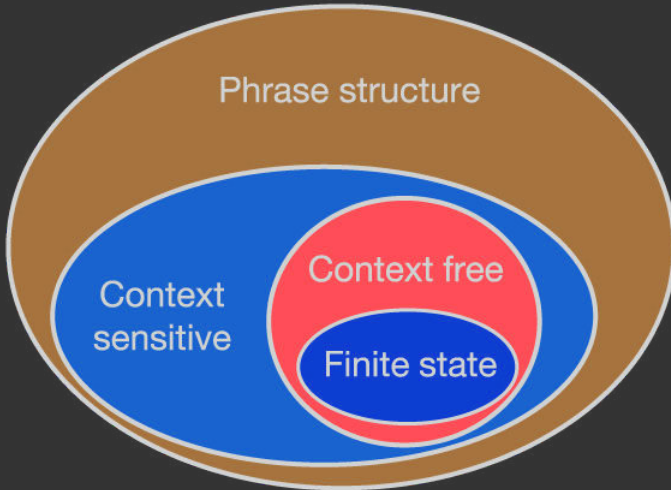 Phrase structure
Context free
Context
sensitive
Finite state